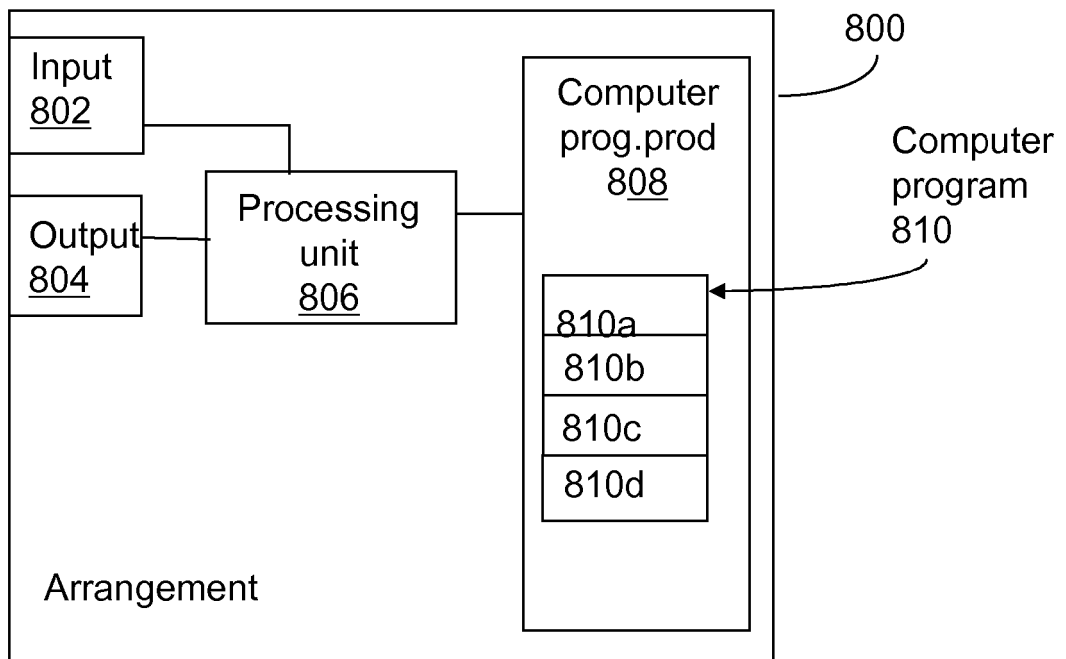 Input
802
Output
804
Processing
unit
806
Computer
prog.prod
808
810a
810b
810c
810d
Arrangement
800
Computer
program
810